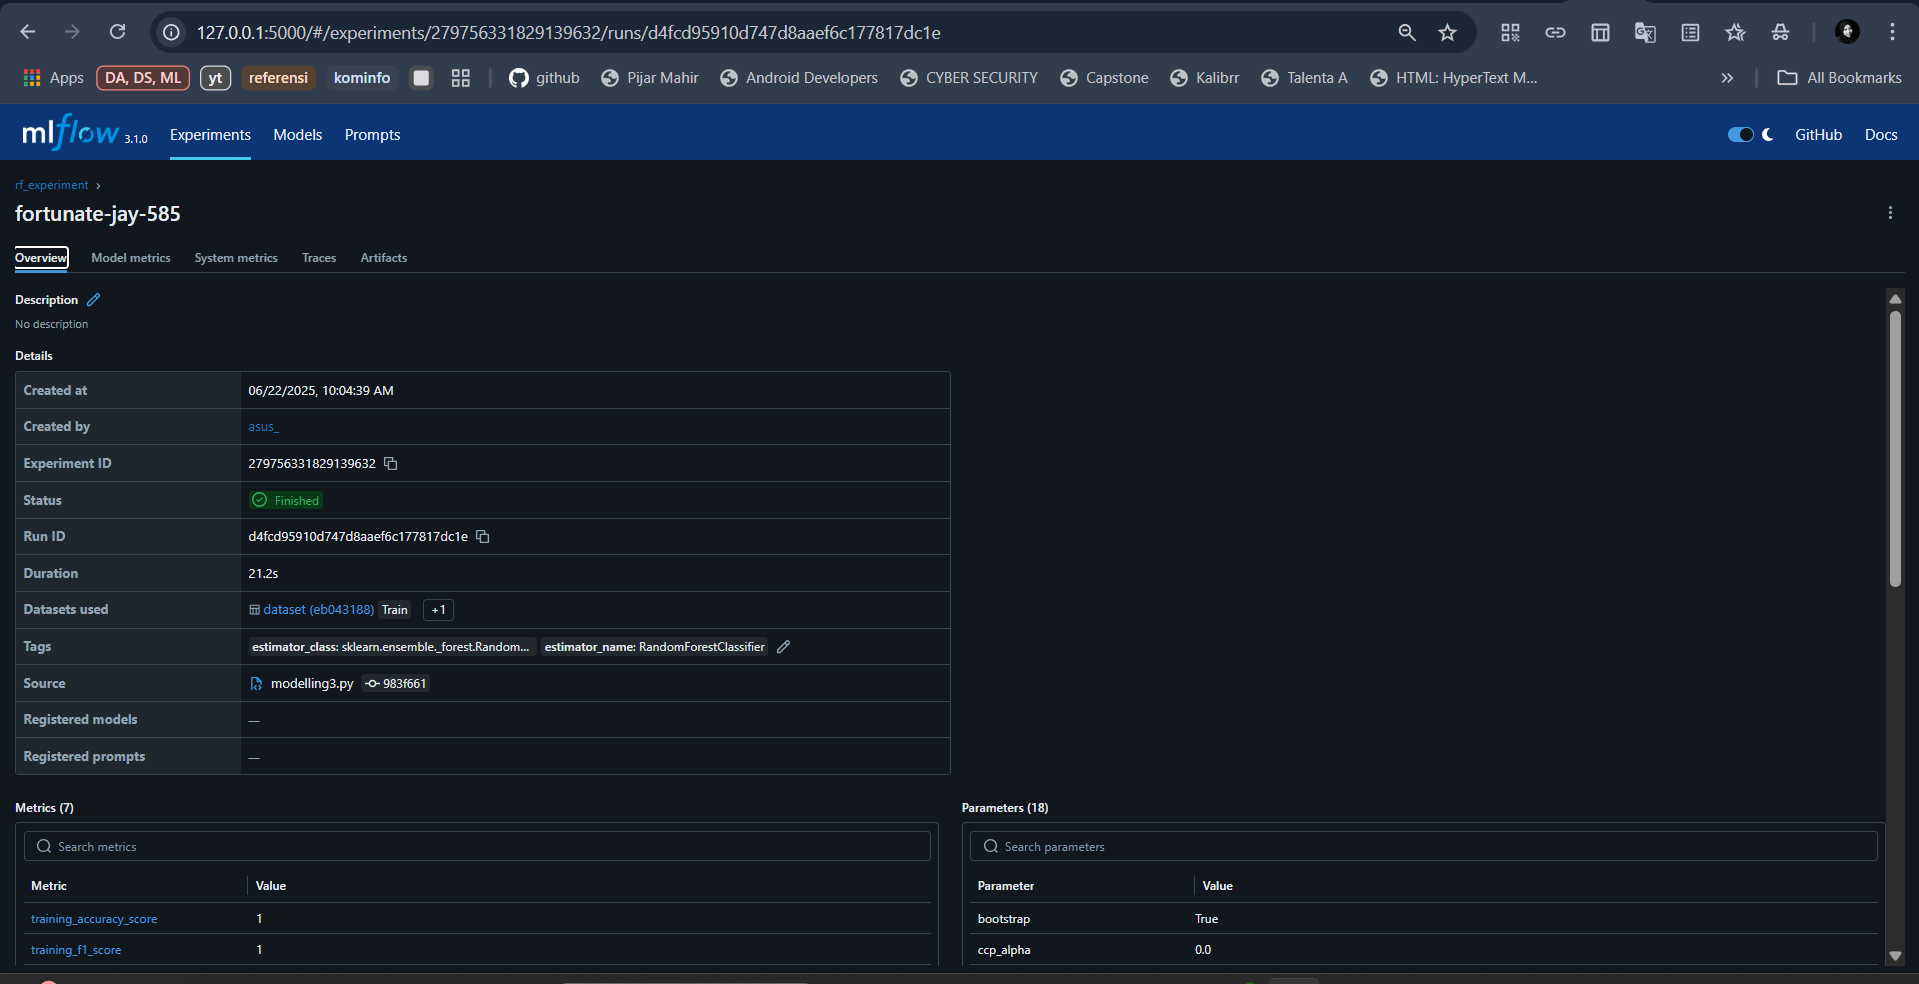 127.0.0.1:5000/#/experiments/279756331829139632/runs/d4fcd95910d747d8aaef6c177817dc1e
Apps DA, DS, ML yt referensi kominfo github Pijar Mahir Android Developers CYBER SECURITY Capstone Kalibrr Talenta A HTML: HyperText M... All Bookmarks
mlflow 3.1.0 Experiments Models Prompts GitHub Docs
rf_experiment
fortunate-jay-585
Overview Model metrics System metrics Traces Artifacts
Description
No description
Details
Created at 06/22/2025, 10:04:39 AM
Created by asus_
Experiment ID 279756331829139632
Status Finished
Run ID d4fcd95910d747d8aaef6c177817dc1e
Duration 21.2s
Datasets used dataset (eb043188) Train +1
Tags estimator_class: sklearn.ensemble._forest.Random... estimator_name: RandomForestClassifier
Source modelling3.py 983f661
Registered models —
Registered prompts —
Metrics (7) Parameters (18)
Search metrics Search parameters
Metric Value Parameter Value
training_accuracy_score 1 bootstrap True
training_f1_score 1 ccp_alpha 0.0